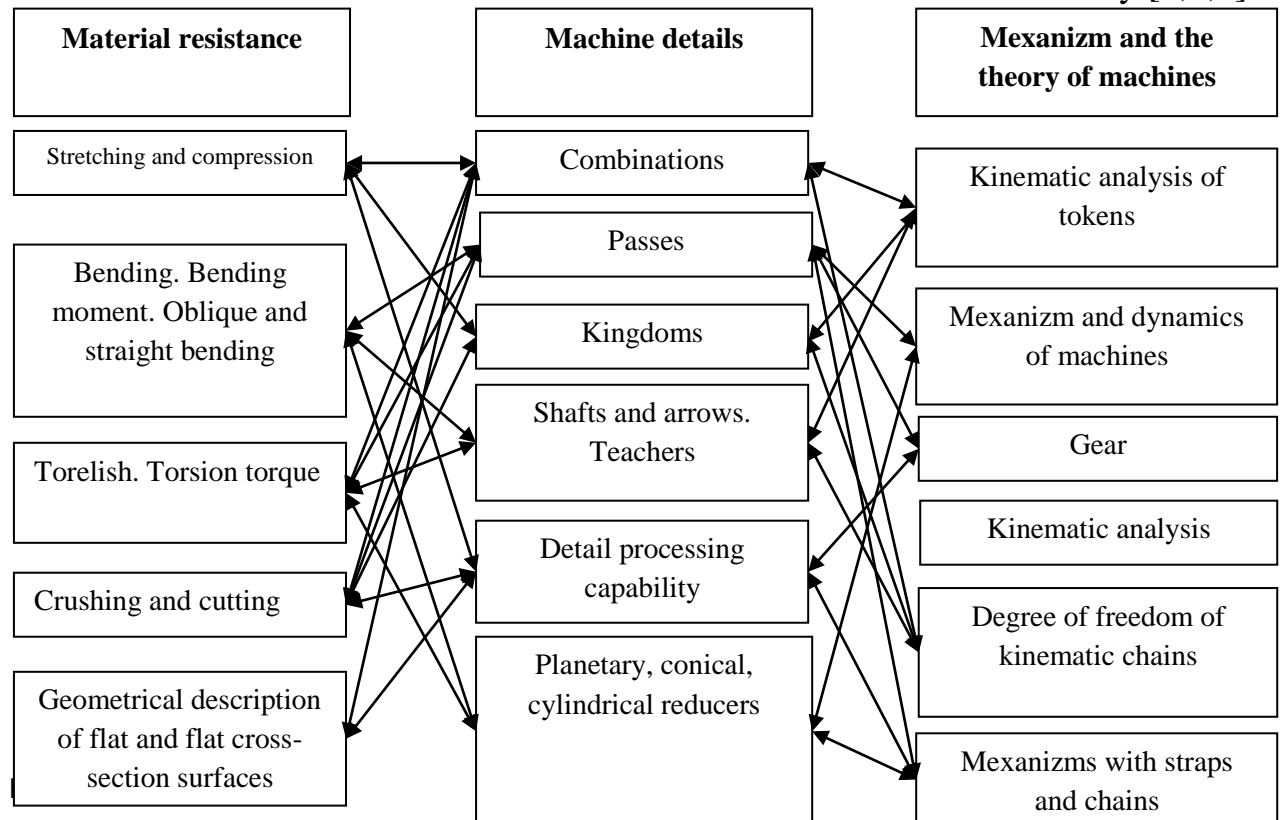 Material resistance
Machine details
Mexanizm and the
theory of machines
Stretching and compression
Bending. Bending
moment. Oblique and
straight bending
Torelish. Torsion torque
Crushing and cutting
Geometrical description
of flat and flat cross-
section surfaces
Combinations
Passes
Kingdoms
Shafts and arrows.
Teachers
Detail processing
capability
Planetary, conical,
cylindrical reducers
Kinematic analysis of
tokens
Mexanizm and dynamics
of machines
Gear
Kinematic analysis
Degree of freedom of
kinematic chains
Mexanizms with straps
and chains